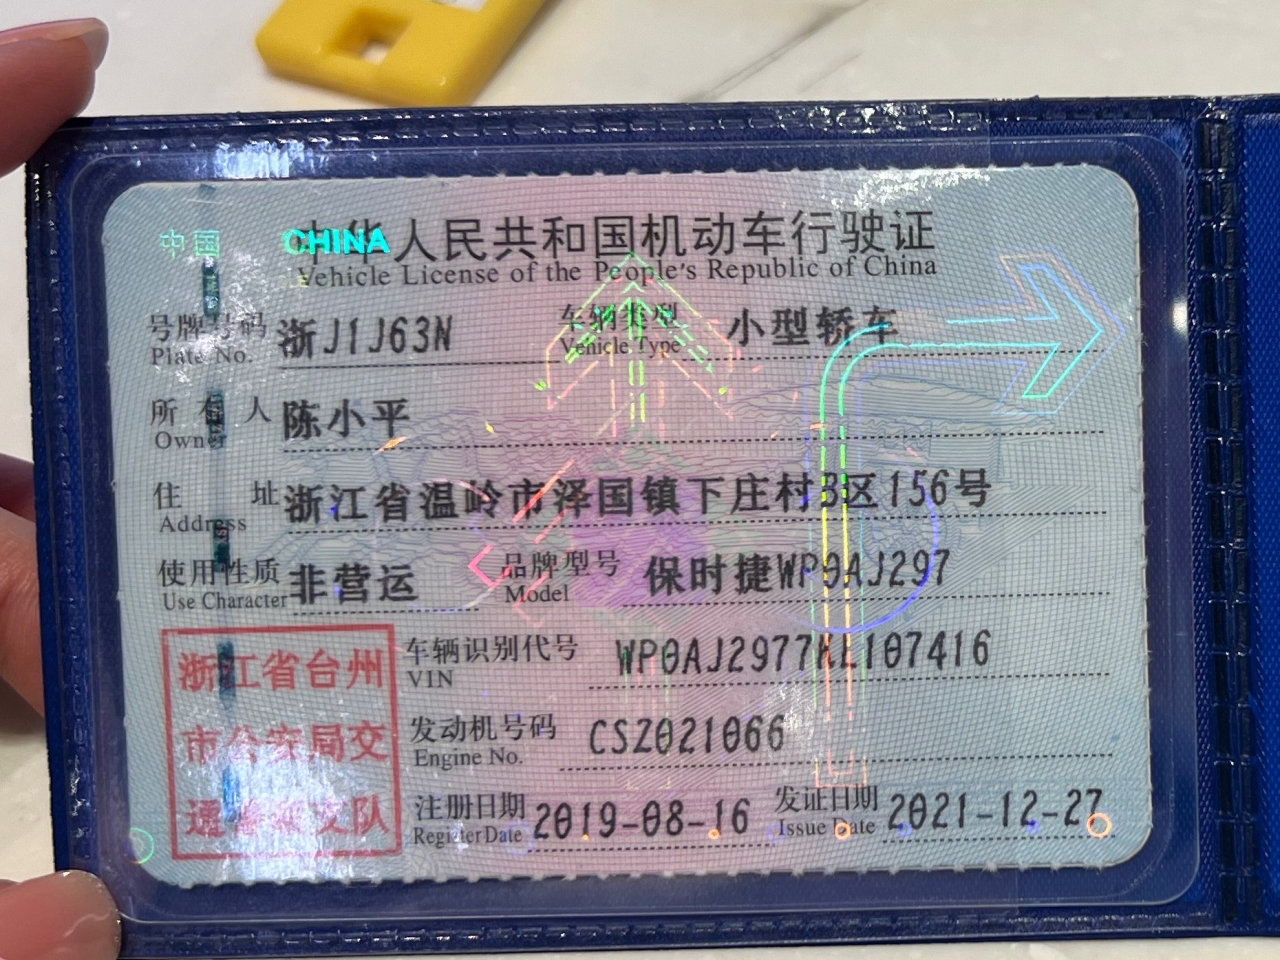 中国 CHINA
中华人民共和国机动车行驶证
Vehicle License of the People's Republic of China
号牌号码 浙J1J63N 车辆类型 小型轿车
Plate No. Vehicle Type
所有人 陈小平
Owner
住址 浙江省温岭市泽国镇下庄村B区156号
Address
使用性质 非营运 品牌型号 保时捷WP0AJ297
Use Character Model
浙江省台州
市公安局交
通警察支队
车辆识别代号 WP0AJ2977KL107416
VIN
发动机号码 CSZ021066
Engine No.
注册日期 2019-08-16 发证日期 2021-12-27
Register Date Issue Date